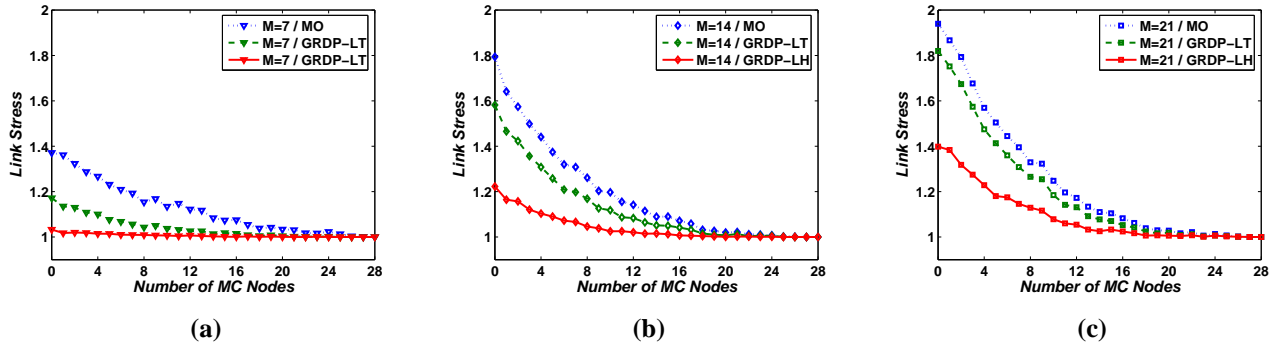 M=7 / MO
M=7 / GRDP-LT
M=7 / GRDP-LT
2
1.8
1.6
1.4
1.2
1
Link Stress
0 4 8 12 16 20 24 28
Number of MC Nodes
(a)
M=14 / MO
M=14 / GRDP-LT
M=14 / GRDP-LH
2
1.8
1.6
1.4
1.2
1
Link Stress
0 4 8 12 16 20 24 28
Number of MC Nodes
(b)
M=21 / MO
M=21 / GRDP-LT
M=21 / GRDP-LH
2
1.8
1.6
1.4
1.2
1
Link Stress
0 4 8 12 16 20 24 28
Number of MC Nodes
(c)